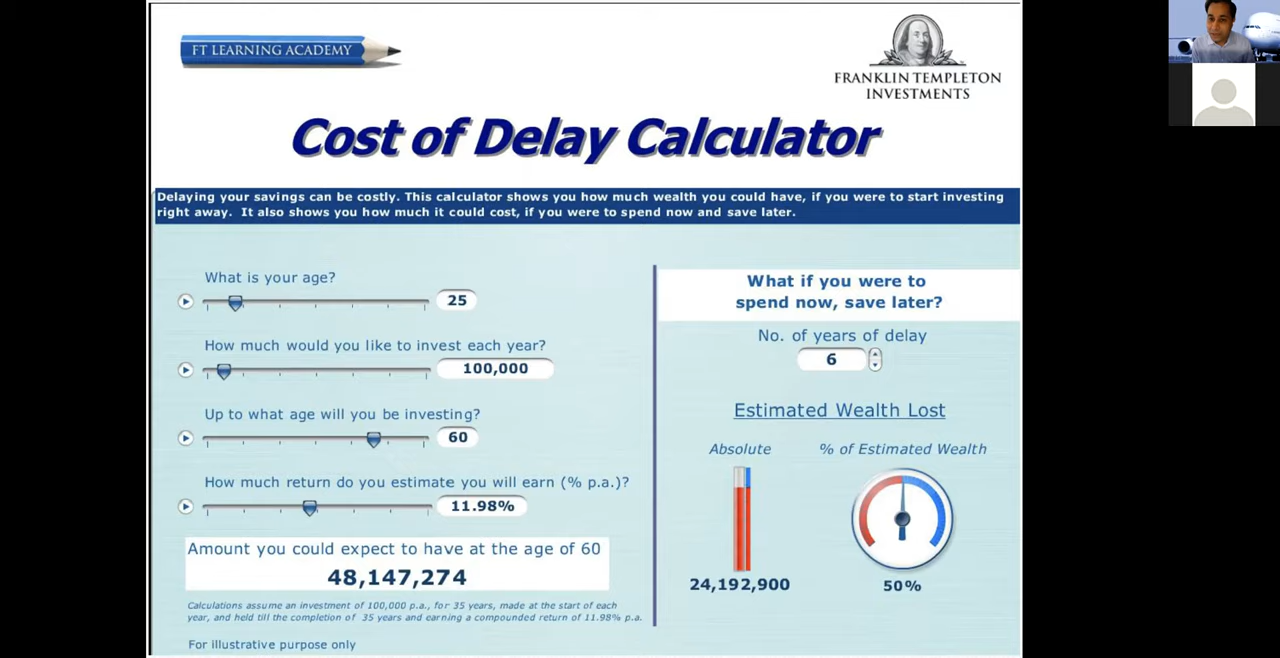 FT LEARNING ACADEMY
FRANKLIN TEMPLETON
INVESTMENTS
Cost of Delay Calculator
Delaying your savings can be costly. This calculator shows you how much wealth you could have, if you were to start investing
right away. It also shows you how much it could cost, if you were to spend now and save later.
What is your age?
25
How much would you like to invest each year?
100,000
Up to what age will you be investing?
60
How much return do you estimate you will earn (% p.a.)?
11.98%
Amount you could expect to have at the age of 60
48,147,274
Calculations assume an investment of 100,000 p.a., for 35 years, made at the start of each
year, and held till the completion of 35 years and earning a compounded return of 11.98% p.a.
For illustrative purpose only
What if you were to
spend now, save later?
No. of years of delay
6
Estimated Wealth Lost
Absolute
% of Estimated Wealth
24,192,900
50%